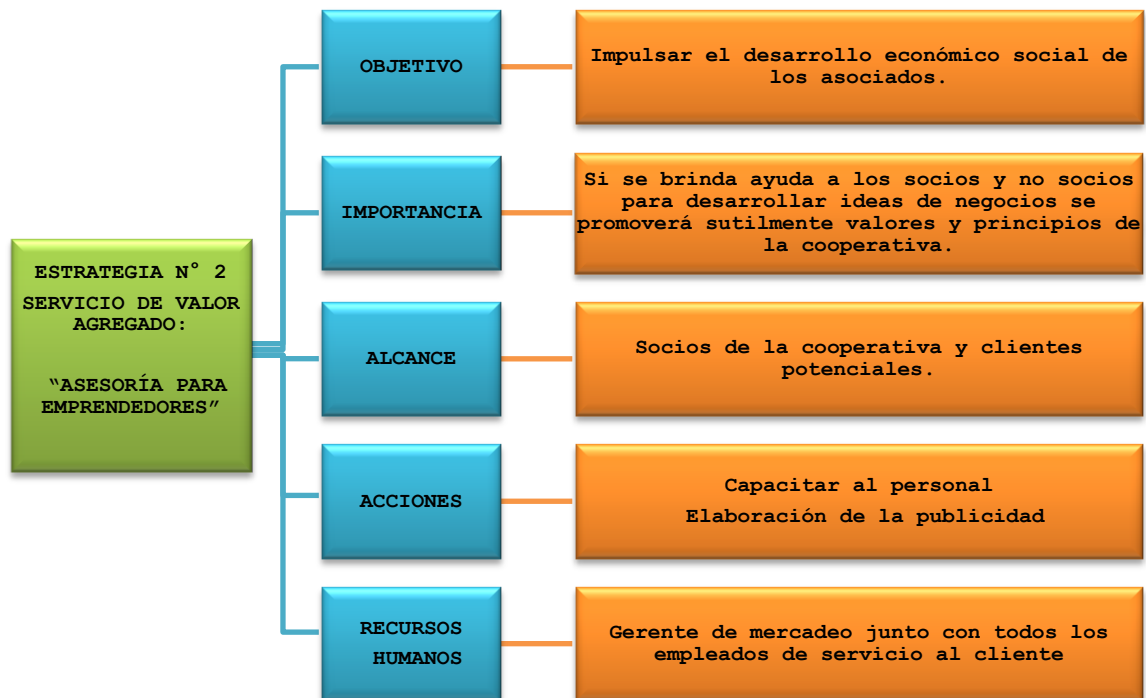 ESTRATEGIA N° 2
SERVICIO DE VALOR
AGREGADO:
“ASESORÍA PARA
EMPRENDEDORES”
OBJETIVO
Impulsar el desarrollo económico social de
los asociados.
IMPORTANCIA
Si se brinda ayuda a los socios y no socios
para desarrollar ideas de negocios se
promoverá sutilmente valores y principios de
la cooperativa.
ALCANCE
Socios de la cooperativa y clientes
potenciales.
ACCIONES
Capacitar al personal
Elaboración de la publicidad
RECURSOS
HUMANOS
Gerente de mercadeo junto con todos los
empleados de servicio al cliente